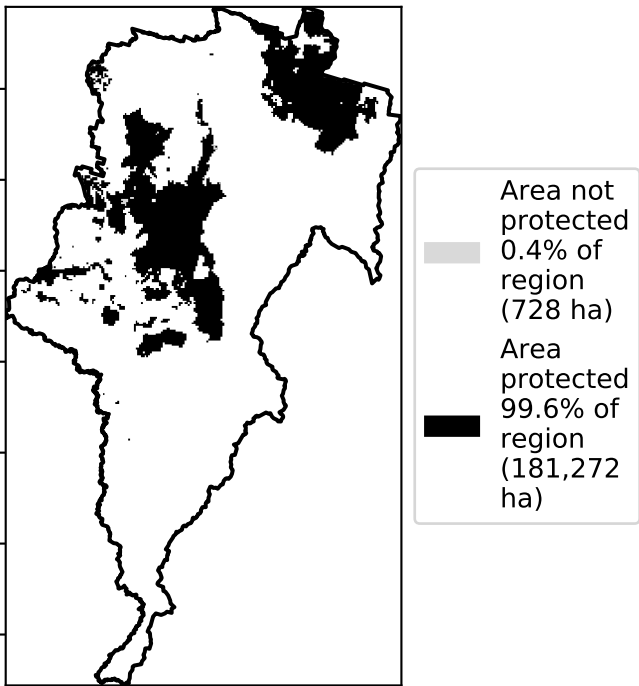 Area not
protected
0.4% of
region
(728 ha)
Area
protected
99.6% of
region
(181,272
ha)